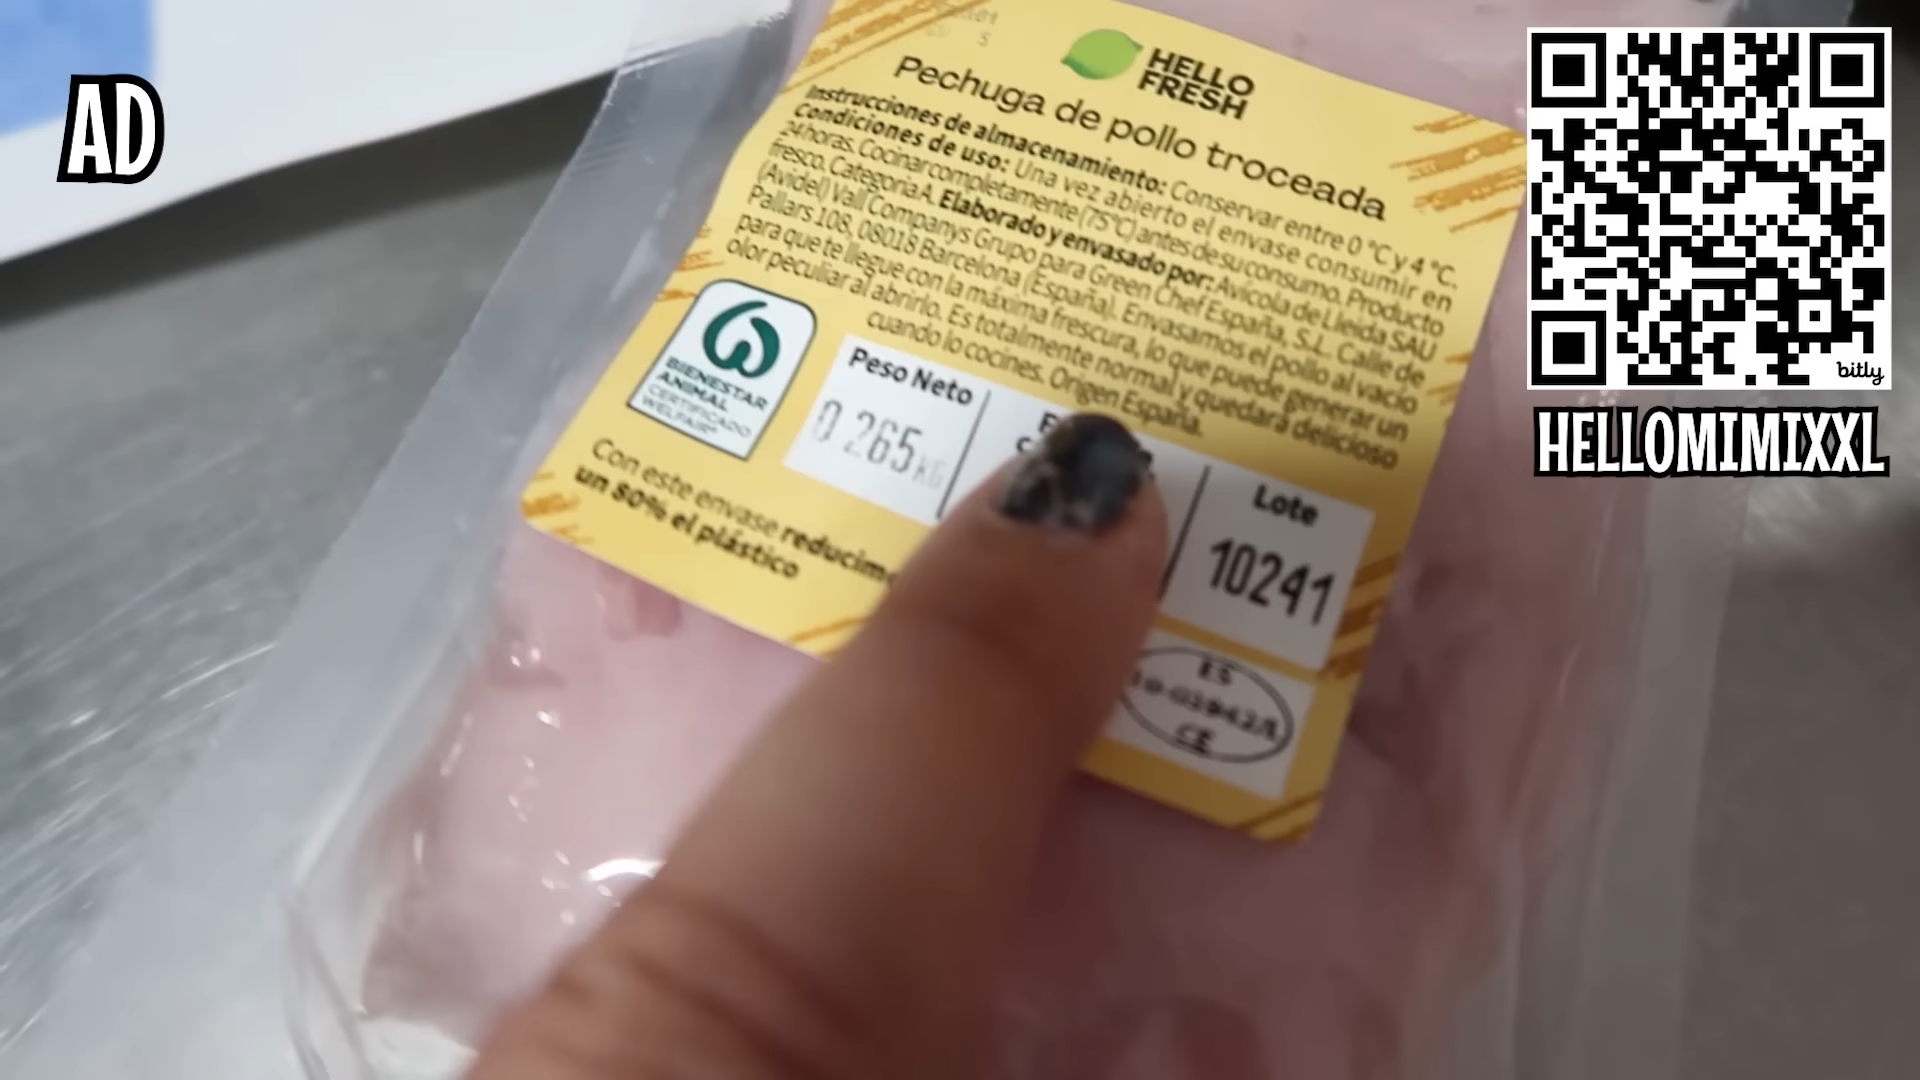 AD
HELLO
FRESH
Pechuga de pollo troceada
Instrucciones de almacenamiento: Conservar entre 0 °C y 4 °C.
Condiciones de uso: Una vez abierto el envase consumir en
24 horas. Cocinar completamente (75°C) antes de su consumo. Producto
fresco. Categoria A. Elaborado y envasado por: Avícola de Lleida SAU
(Avidel) Vall Companys Grupo para Green Chef España, S.L. Calle de
Pallars 108, 08018 Barcelona (España). Envasamos el pollo al vacío
para que te llegue con la máxima frescura, lo que puede generar un
olor peculiar al abrirlo. Es totalmente normal y quedará delicioso
cuando lo cocines. Origen España.
BIENESTAR
ANIMAL
CERTIFICADO
WELFAIR
Peso Neto
0 265 KG
Lote
10241
Con este envase reducimo
un 80% el plástico
ES
CE
bitly
HELLOMIMIXXL